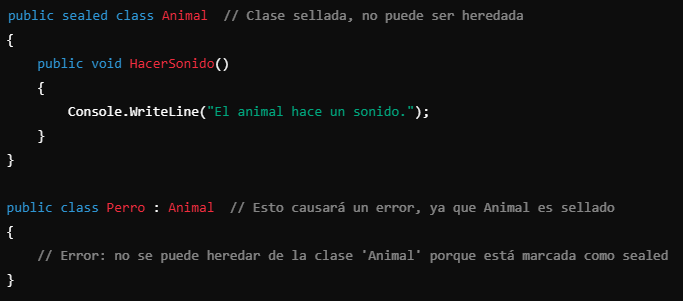 public sealed class Animal  // Clase sellada, no puede ser heredada
{
    public void HacerSonido()
    {
        Console.WriteLine("El animal hace un sonido.");
    }
}

public class Perro : Animal  // Esto causará un error, ya que Animal es sellado
{
    // Error: no se puede heredar de la clase 'Animal' porque está marcada como sealed
}